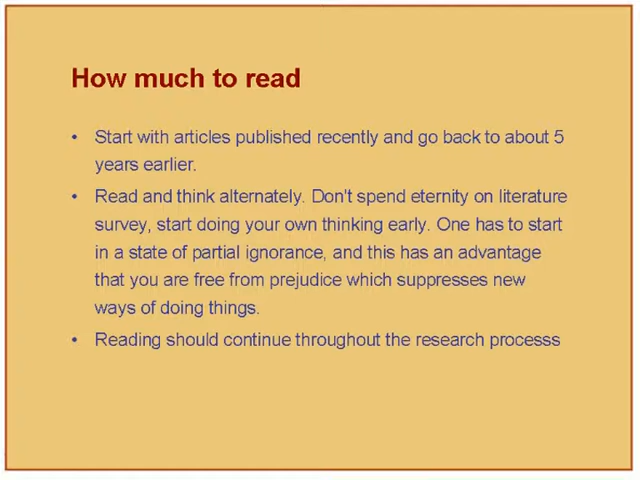 How much to read
• Start with articles published recently and go back to about 5
years earlier.
• Read and think alternately. Don't spend eternity on literature
survey, start doing your own thinking early. One has to start
in a state of partial ignorance, and this has an advantage
that you are free from prejudice which suppresses new
ways of doing things.
• Reading should continue throughout the research processs